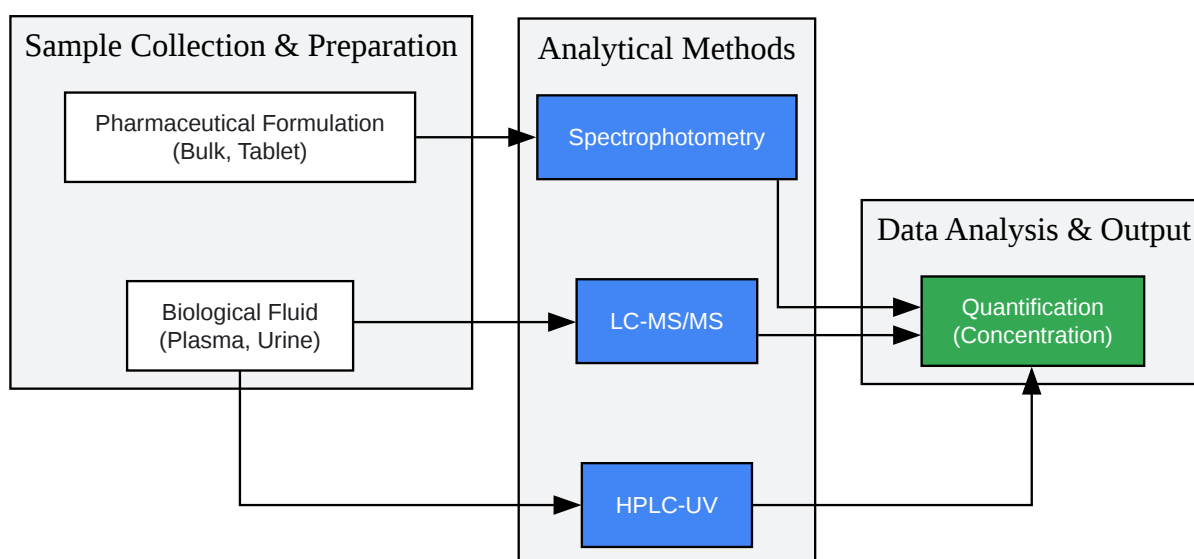 Sample Collection & Preparation
Pharmaceutical Formulation
(Bulk, Tablet)
Biological Fluid
(Plasma, Urine)
Analytical Methods
Spectrophotometry
LC-MS/MS
HPLC-UV
Data Analysis & Output
Quantification
(Concentration)